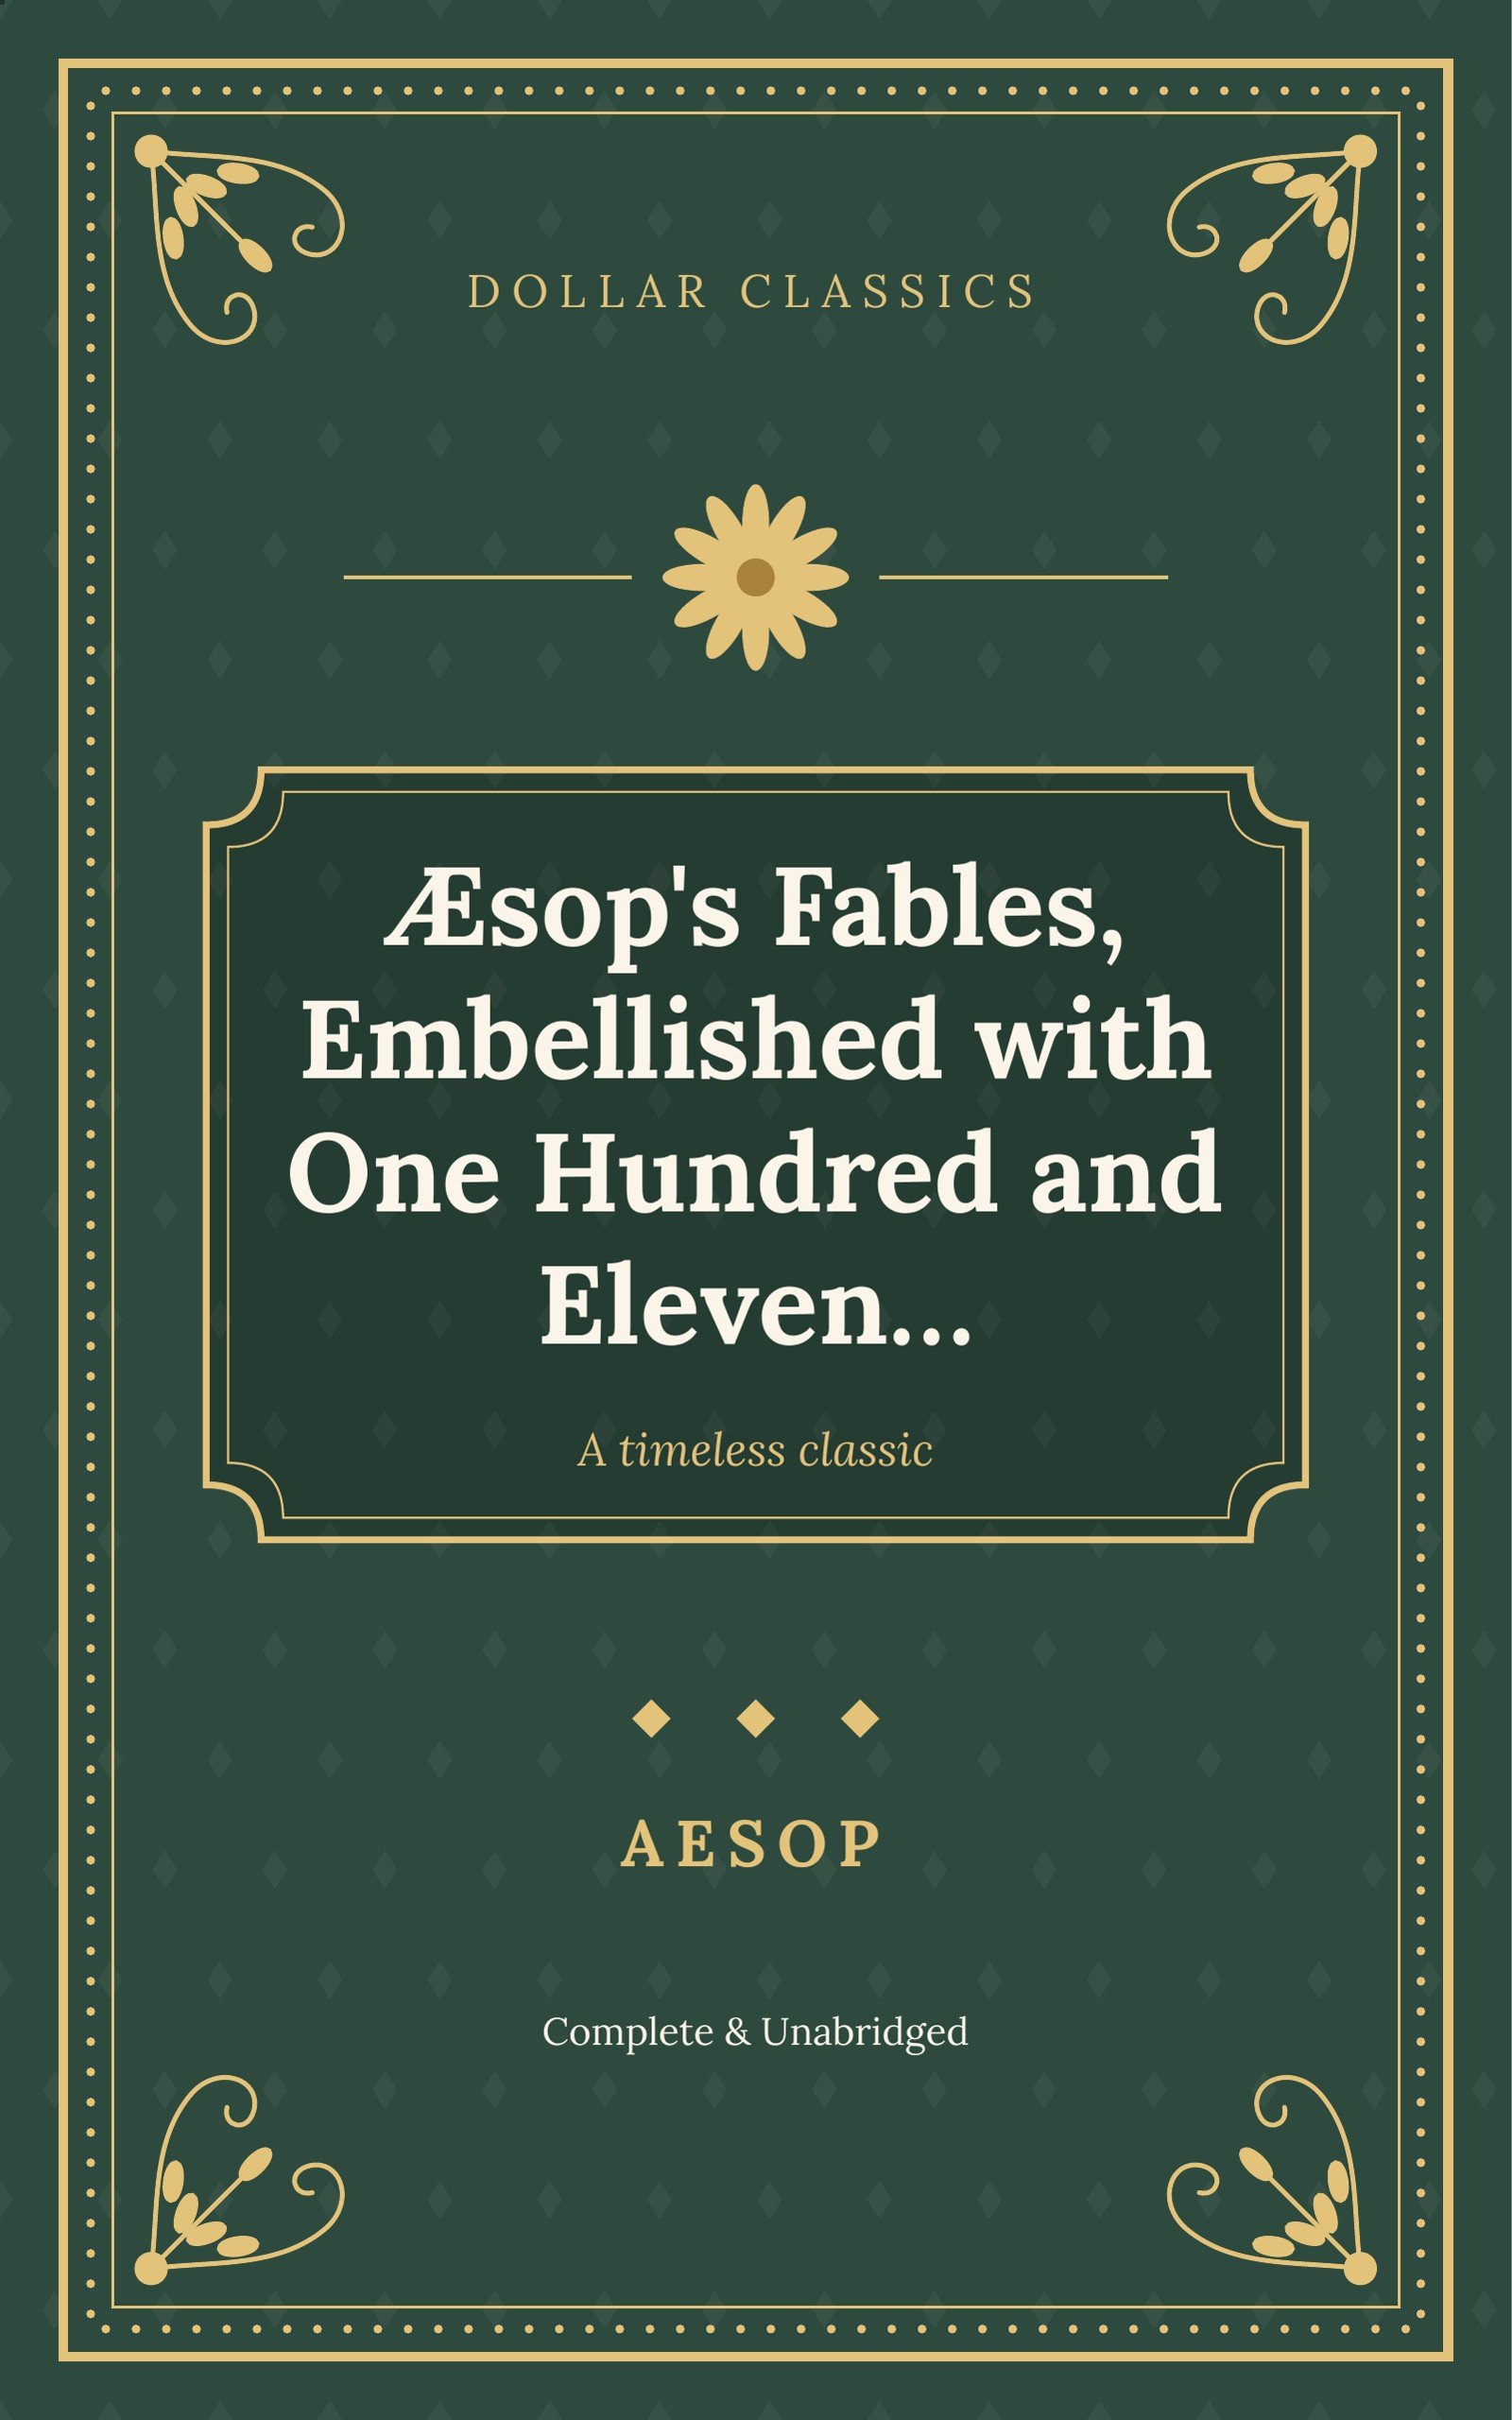 DOLLAR CLASSICS
Æsop's Fables,
Embellished with
One Hundred and
Eleven...
A timeless classic
AESOP
Complete & Unabridged